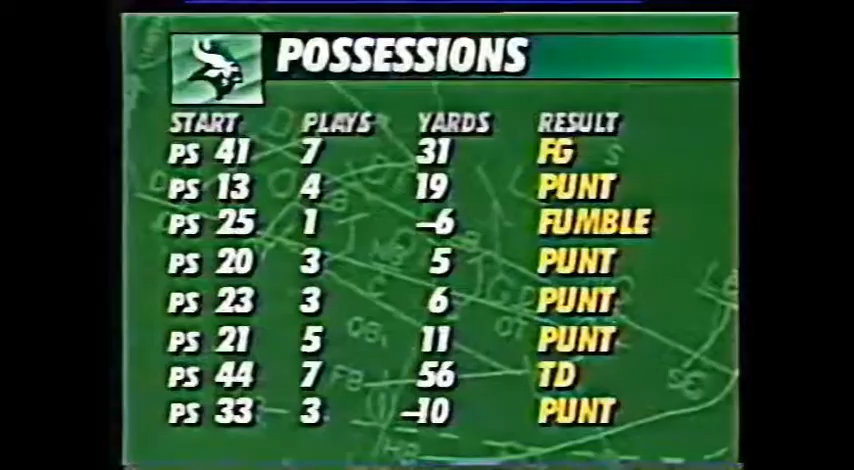 POSSESSIONS
START PLAYS YARDS RESULT
PS 41 7 31 FG
PS 13 4 19 PUNT
PS 25 1 -6 FUMBLE
PS 20 3 5 PUNT
PS 23 3 6 PUNT
PS 21 5 11 PUNT
PS 44 7 56 TD
PS 33 3 -10 PUNT